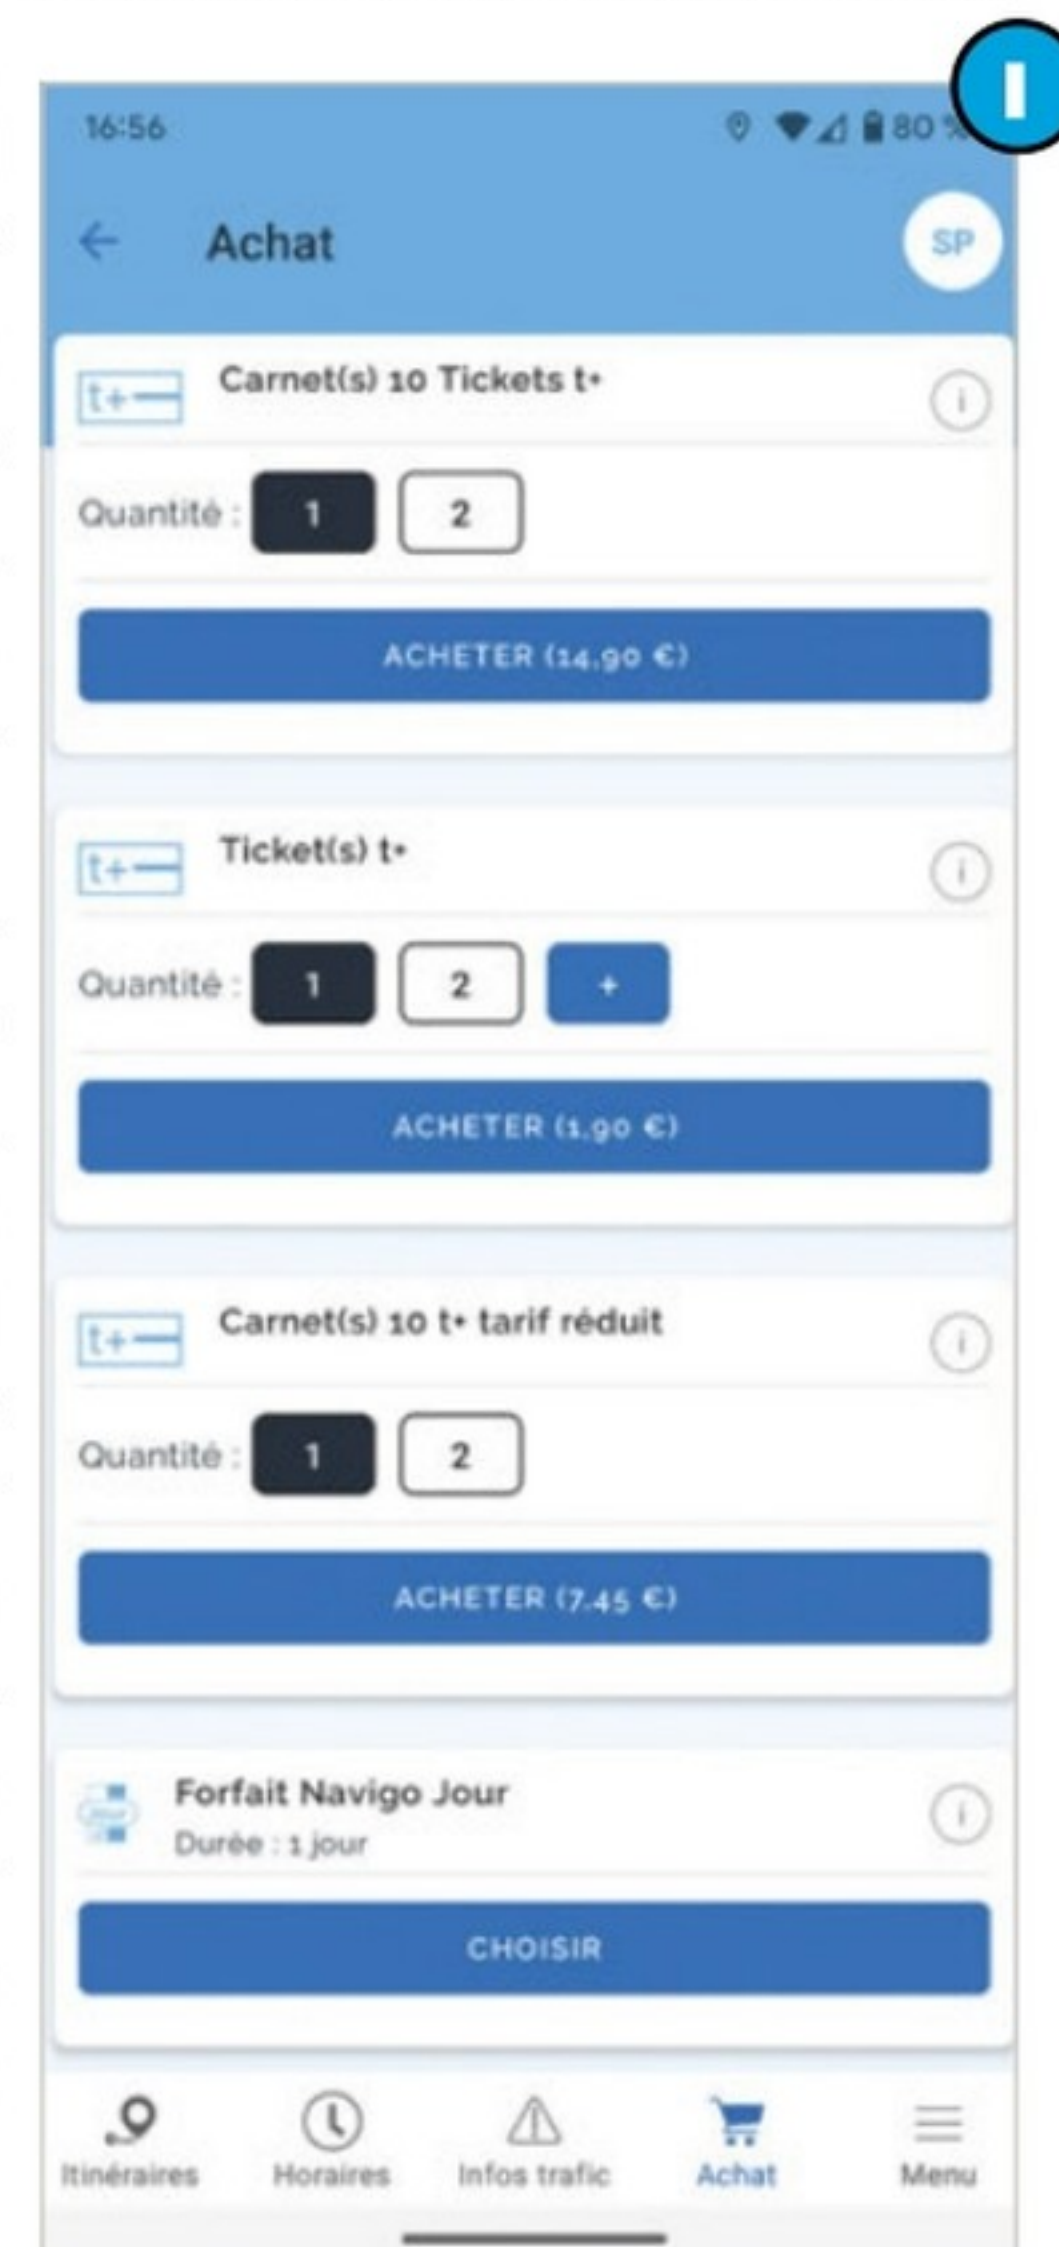 I
16:56
80 %
Achat
SP
t+
Carnet(s) 10 Tickets t+
i
Quantité :
1
2
ACHETER (14,90 €)
t+
Ticket(s) t+
i
Quantité :
1
2
+
ACHETER (1,90 €)
t+
Carnet(s) 10 t+ tarif réduit
i
Quantité :
1
2
ACHETER (7,45 €)
Forfait Navigo Jour
i
Durée : 1 jour
CHOISIR
Itinéraires
Horaires
Infos trafic
Achat
Menu